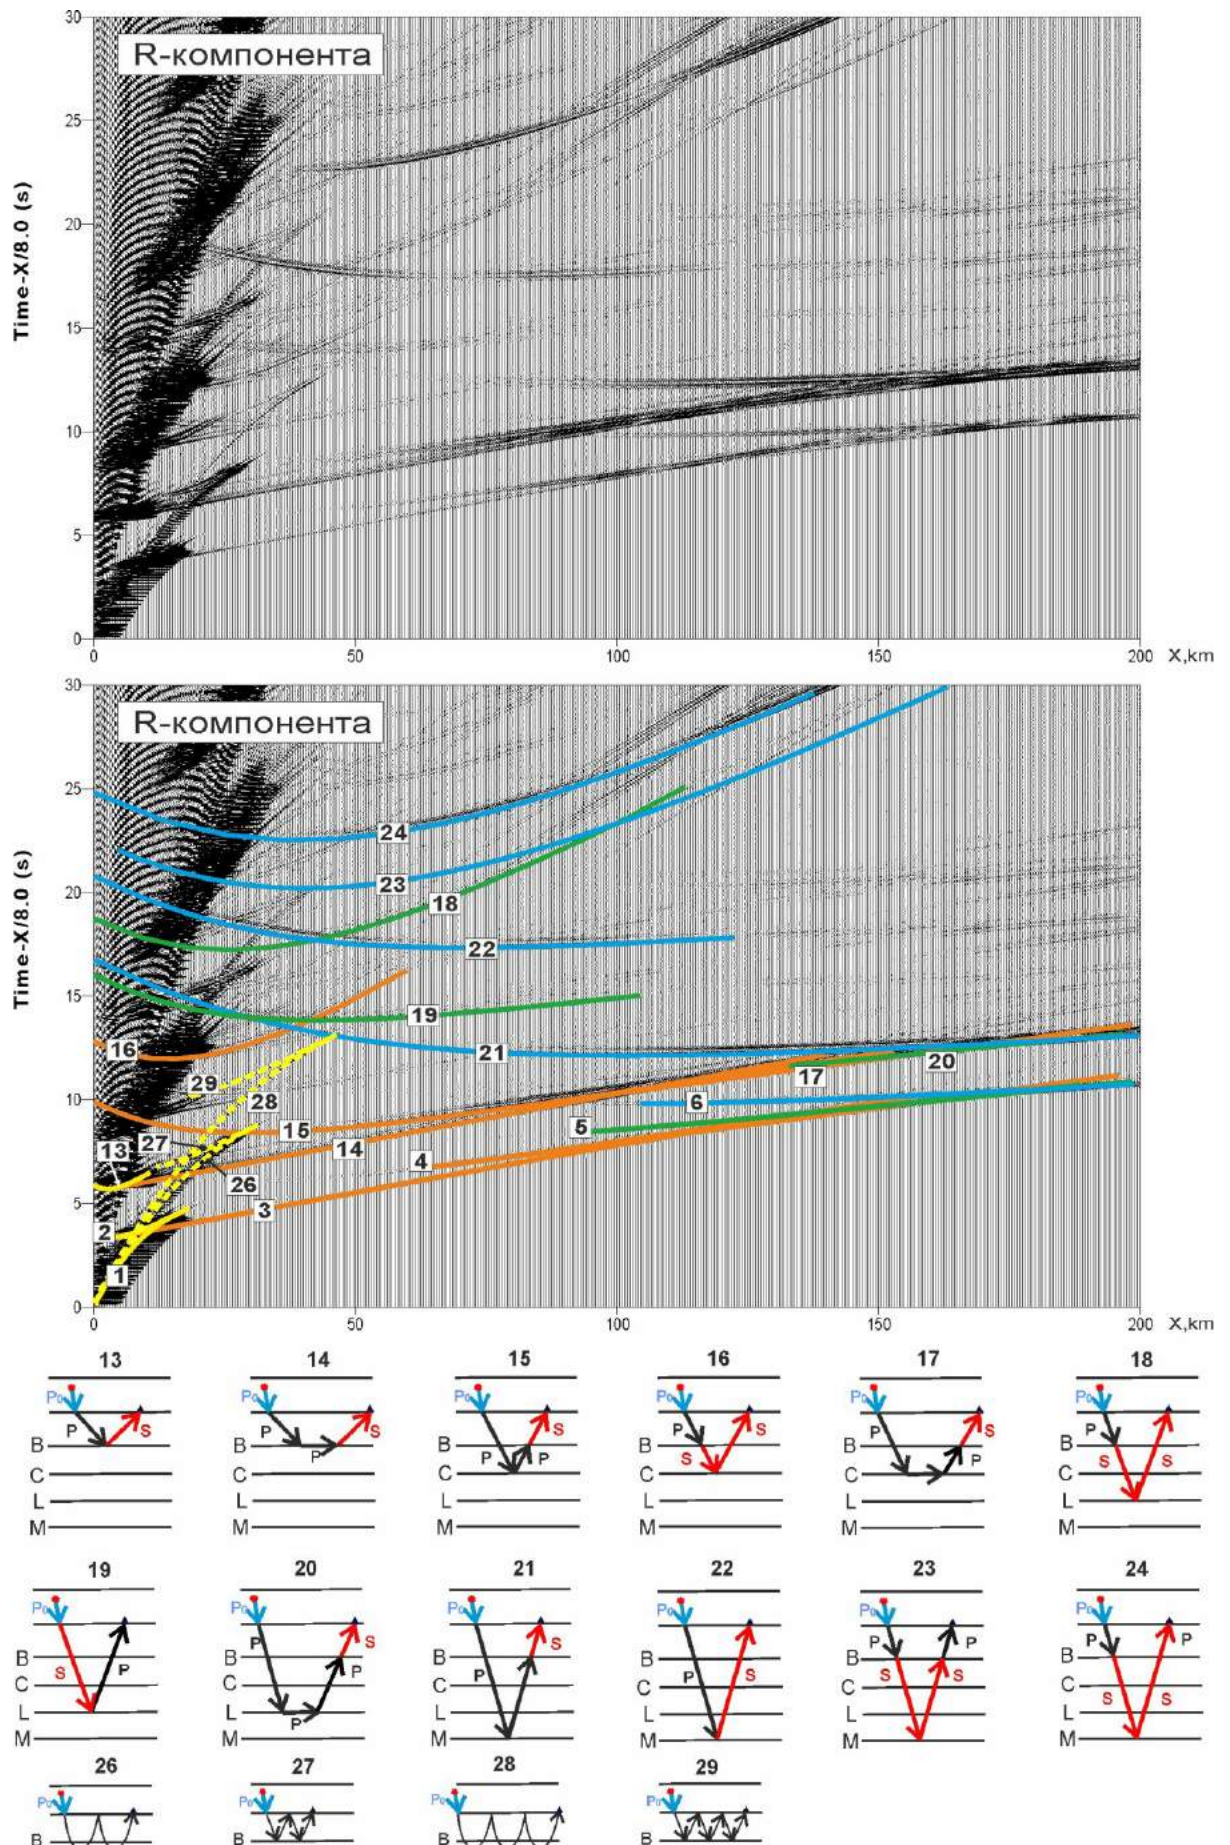 R-компонента
Time-X/8.0 (s)
30
25
20
15
10
5
0
0 50 100 150 200 X,km
R-компонента
Time-X/8.0 (s)
30
25
20
15
10
5
0
24
23
18
22
19
16
21
20
17
29
28
6
5
15
27
14
13
4
26
3
2
1
0 50 100 150 200 X,km
13 14 15 16 17 18
P₀ P S B C L M
P₀ P P S B C L M
P₀ P P S B C L M
P₀ P S S B C L M
P₀ P P S B C L M
P₀ P S S B C L M
19 20 21 22 23 24
P₀ S P B C L M
P₀ P P P S B C L M
P₀ P P S B C L M
P₀ P S B C L M
P₀ P P S S B C L M
P₀ P P S S B C L M
26 27 28 29
P₀ B
P₀ B
P₀ B
P₀ B